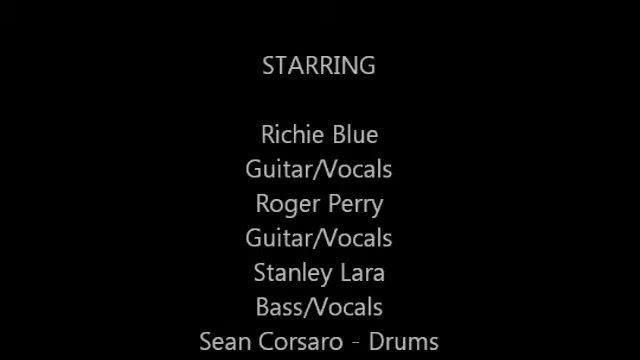 STARRING
Richie Blue
Guitar/Vocals
Roger Perry
Guitar/Vocals
Stanley Lara
Bass/Vocals
Sean Corsaro - Drums